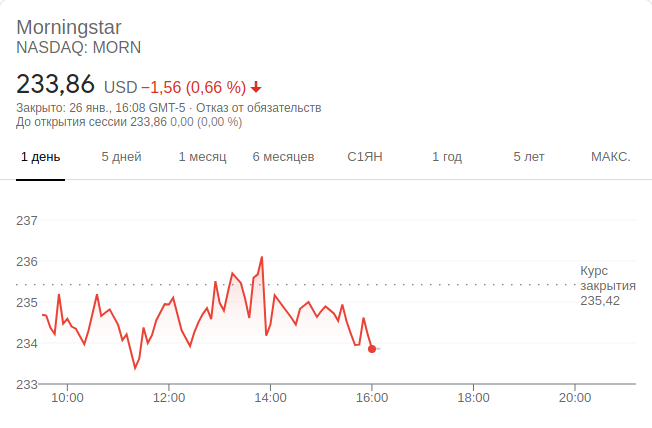 Morningstar
NASDAQ: MORN
233,86 USD −1,56 (0,66 %)
Закрыто: 26 янв., 16:08 GMT-5 · Отказ от обязательств
До открытия сессии 233,86 0,00 (0,00 %)
1 день 5 дней 1 месяц 6 месяцев С1ЯН 1 год 5 лет МАКС.
237
236
235
234
233
Курс
закрытия
235,42
10:00 12:00 14:00 16:00 18:00 20:00